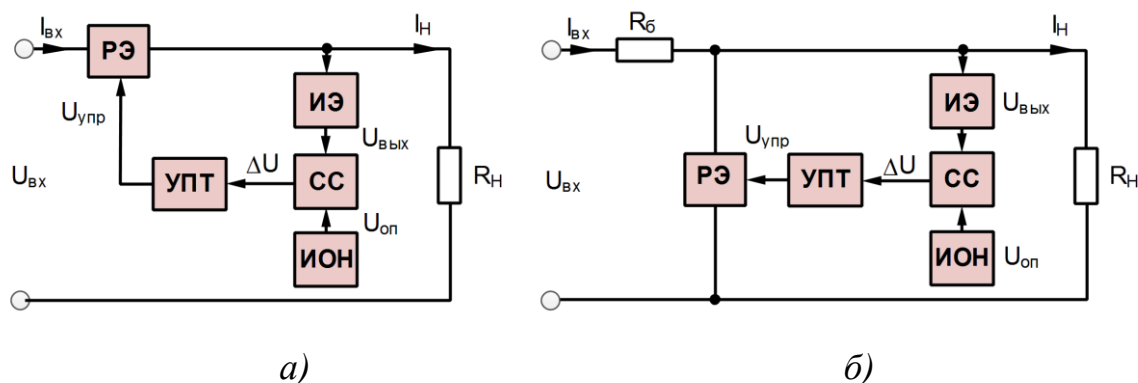 Iвх
РЭ
Iн
Uупр
ИЭ
Uвых
Uвх
УПТ
ΔU
СС
Rн
Uоп
ИОН
а)
Iвх
Rб
Iн
ИЭ
Uвых
Uупр
Uвх
РЭ
УПТ
ΔU
СС
Rн
ИОН
Uоп
б)